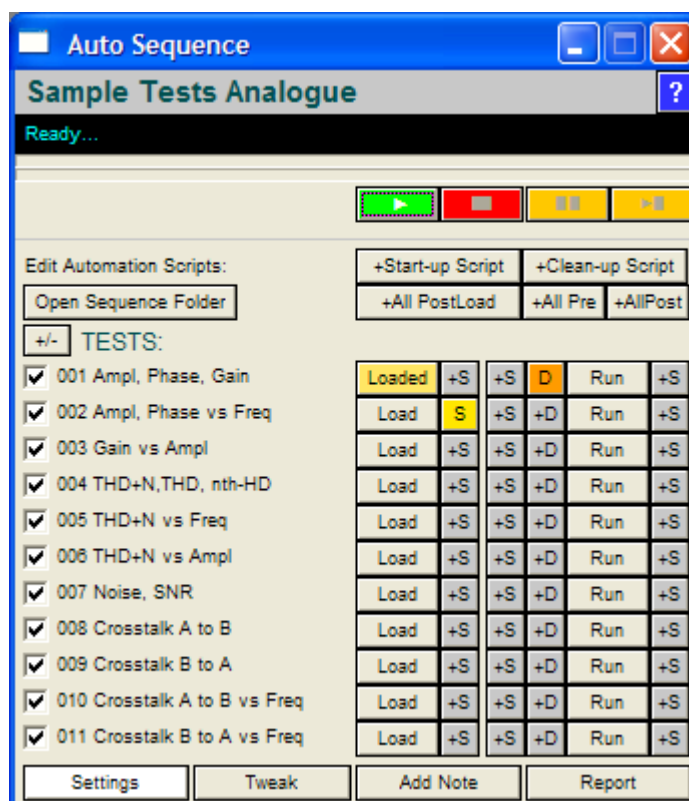 Auto Sequence
Sample Tests Analogue ?
Ready...
Edit Automation Scripts: +Start-up Script +Clean-up Script
Open Sequence Folder +All PostLoad +All Pre +AllPost
+/- TESTS:
001 Ampl, Phase, Gain Loaded +S +S D Run +S
002 Ampl, Phase vs Freq Load S +S +D Run +S
003 Gain vs Ampl Load +S +S +D Run +S
004 THD+N,THD, nth-HD Load +S +S +D Run +S
005 THD+N vs Freq Load +S +S +D Run +S
006 THD+N vs Ampl Load +S +S +D Run +S
007 Noise, SNR Load +S +S +D Run +S
008 Crosstalk A to B Load +S +S +D Run +S
009 Crosstalk B to A Load +S +S +D Run +S
010 Crosstalk A to B vs Freq Load +S +S +D Run +S
011 Crosstalk B to A vs Freq Load +S +S +D Run +S
Settings Tweak Add Note Report